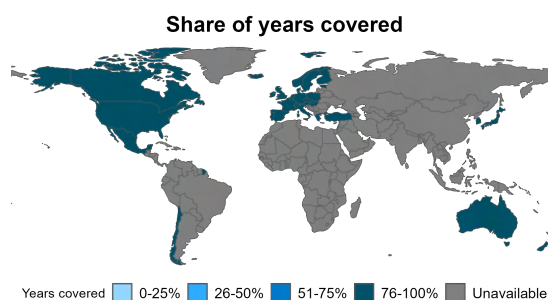 Share of years covered
Years covered 0-25% 26-50% 51-75% 76-100% Unavailable